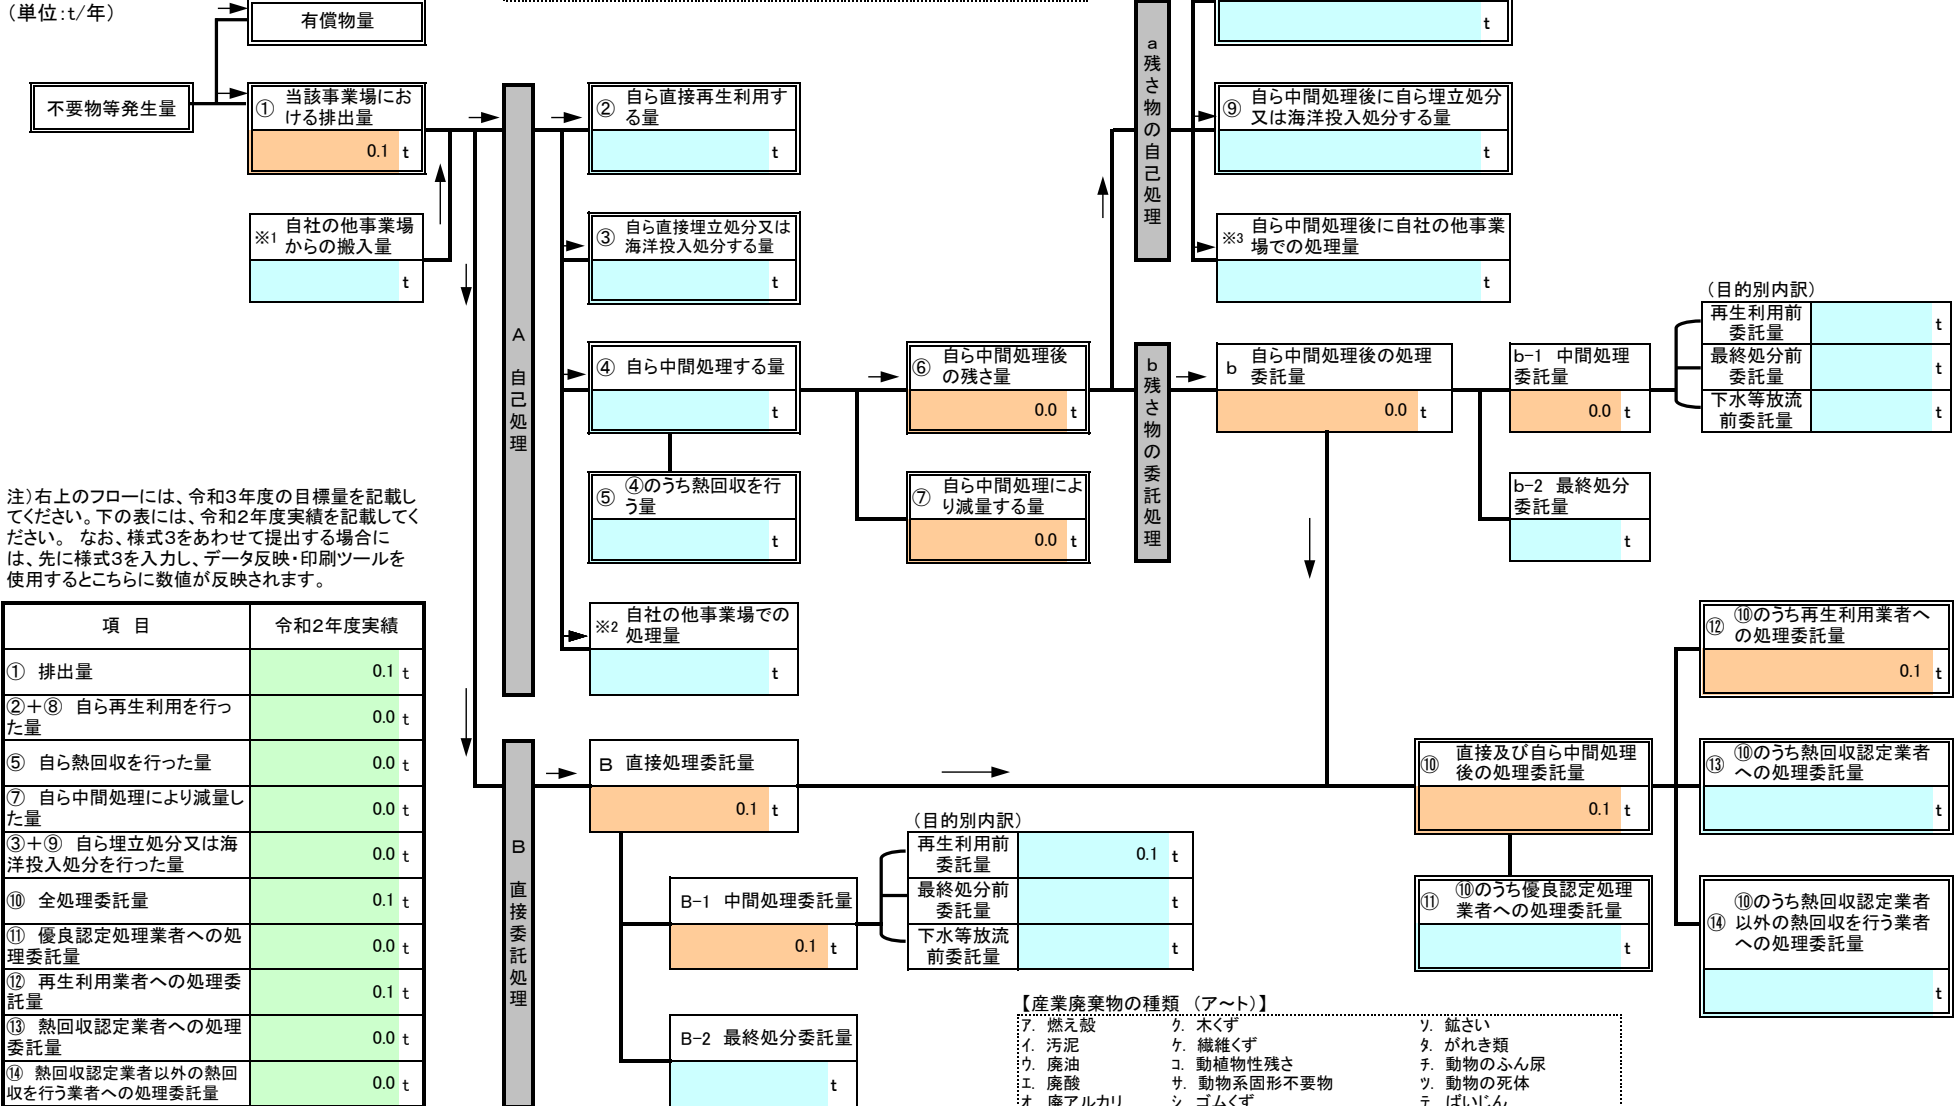 (単位:t/年)
有償物量
t
不要物等発生量
① 当該事業場にお
ける排出量
0.1 t
② 自ら直接再生利用す
る量
t
a残さ物の自己処理
⑨ 自ら中間処理後に自ら埋立処分
又は海洋投入処分する量
t
※1 自社の他事業場
からの搬入量
t
③ 自ら直接埋立処分又は
海洋投入処分する量
t
※3 自ら中間処理後に自社の他事業
場での処理量
t
A 自己処理
④ 自ら中間処理する量
t
⑥ 自ら中間処理後
の残さ量
0.0 t
b残さ物の委託処理
b 自ら中間処理後の処理
委託量
0.0 t
b-1 中間処理
委託量
0.0 t
(目的別内訳)
再生利用前
委託量
t
最終処分前
委託量
t
下水等放流
前委託量
t
⑤ ④のうち熱回収を行
う量
t
⑦ 自ら中間処理によ
り減量する量
0.0 t
b-2 最終処分
委託量
t
注)右上のフローには、令和3年度の目標量を記載し
てください。下の表には、令和2年度実績を記載してく
ださい。 なお、様式3をあわせて提出する場合に
は、先に様式3を入力し、データ反映・印刷ツールを
使用するとこちらに数値が反映されます。
※2 自社の他事業場での
処理量
t
項 目 令和2年度実績
① 排出量 0.1 t
②+⑧ 自ら再生利用を行っ
た量 0.0 t
⑤ 自ら熱回収を行った量 0.0 t
⑦ 自ら中間処理により減量し
た量 0.0 t
③+⑨ 自ら埋立処分又は海
洋投入処分を行った量 0.0 t
⑩ 全処理委託量 0.1 t
⑪ 優良認定処理業者への処
理委託量 0.0 t
⑫ 再生利用業者への処理委
託量 0.1 t
⑬ 熱回収認定業者への処理
委託量 0.0 t
⑭ 熱回収認定業者以外の熱回
収を行う業者への処理委託量 0.0 t
B 直接委託処理
B 直接処理委託量
0.1 t
B-1 中間処理委託量
0.1 t
(目的別内訳)
再生利用前
委託量
0.1 t
最終処分前
委託量
t
下水等放流
前委託量
t
B-2 最終処分委託量
t
⑩ 直接及び自ら中間処理
後の処理委託量
0.1 t
⑪ ⑩のうち優良認定処理
業者への処理委託量
t
⑫ ⑩のうち再生利用業者へ
の処理委託量
0.1 t
⑬ ⑩のうち熱回収認定業者
への処理委託量
t
⑭ ⑩のうち熱回収認定業者
以外の熱回収を行う業者
への処理委託量
t
【産業廃棄物の種類 (ア~ト)】
ア. 燃え殻 ク. 木くず ソ. 鉱さい
イ. 汚泥 ケ. 繊維くず タ. がれき類
ウ. 廃油 コ. 動植物性残さ チ. 動物のふん尿
エ. 廃酸 サ. 動物系固形不要物 ツ. 動物の死体
オ. 廃アルカリ シ. ゴムくず テ. ばいじん